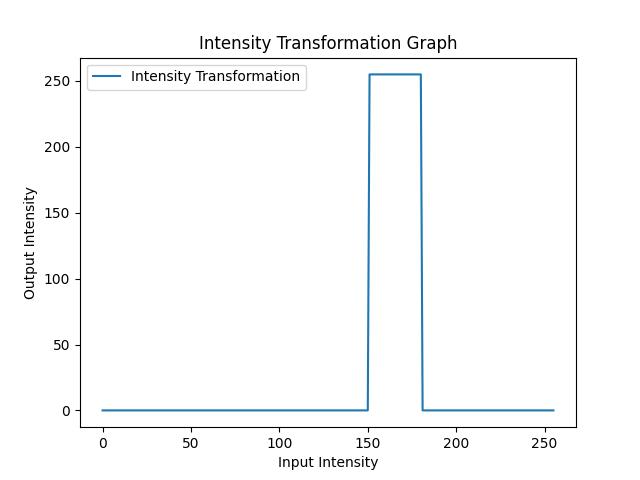 Intensity Transformation Graph
Intensity Transformation
Output Intensity
250
200
150
100
50
0
0 50 100 150 200 250
Input Intensity